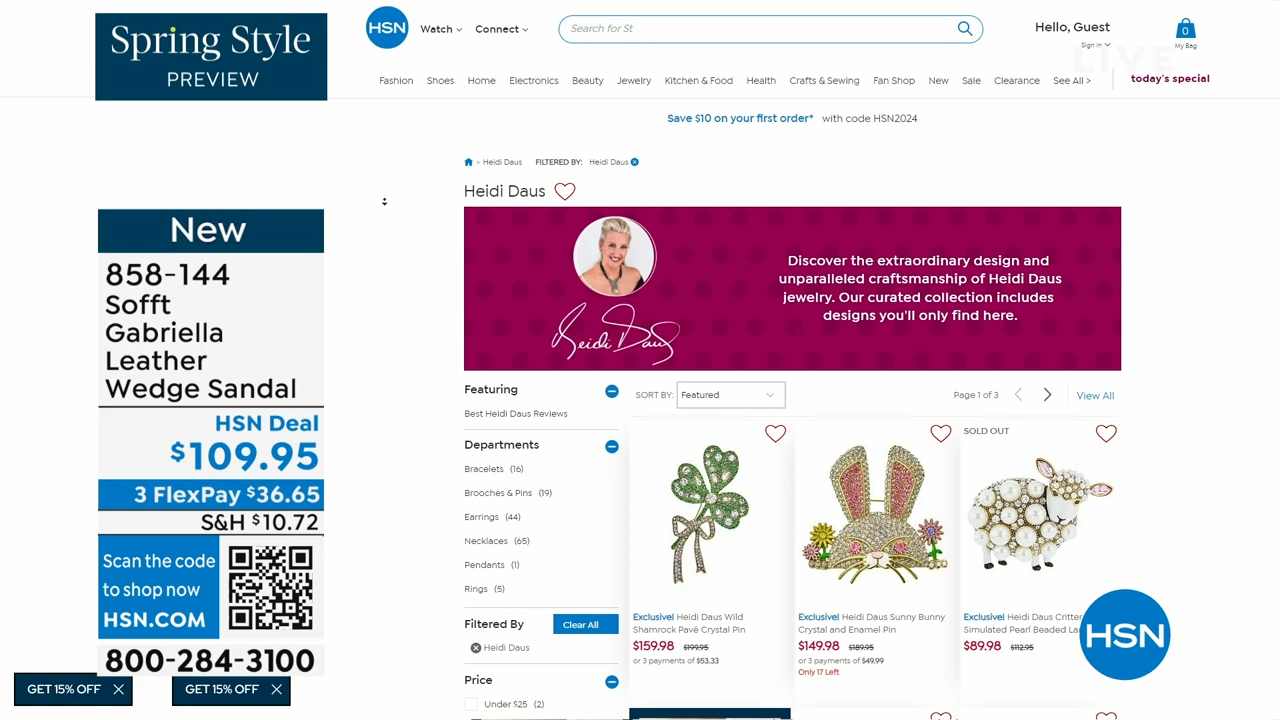 Spring Style
PREVIEW
HSN
Watch
Connect
Search for St
Hello, Guest
Sign In
0
My Bag
LIVE
Fashion Shoes Home Electronics Beauty Jewelry Kitchen & Food Health Crafts & Sewing Fan Shop New Sale Clearance See All >
today's special
Save $10 on your first order* with code HSN2024
> Heidi Daus FILTERED BY: Heidi Daus
Heidi Daus
Heidi Daus
Discover the extraordinary design and
unparalleled craftsmanship of Heidi Daus
jewelry. Our curated collection includes
designs you'll only find here.
New
858-144
Sofft
Gabriella
Leather
Wedge Sandal
HSN Deal
$109.95
3 FlexPay $36.65
S&H $10.72
Scan the code
to shop now
HSN.COM
800-284-3100
GET 15% OFF
GET 15% OFF
Featuring
Best Heidi Daus Reviews
Departments
Bracelets (16)
Brooches & Pins (19)
Earrings (44)
Necklaces (65)
Pendants (1)
Rings (5)
Filtered By
Clear All
Heidi Daus
Price
Under $25 (2)
SORT BY: Featured
Page 1 of 3
View All
Exclusive! Heidi Daus Wild
Shamrock Pavé Crystal Pin
$159.98 $199.95
or 3 payments of $53.33
Exclusive! Heidi Daus Sunny Bunny
Crystal and Enamel Pin
$149.98 $189.95
or 3 payments of $49.99
Only 17 Left
SOLD OUT
Exclusive! Heidi Daus Critter
Simulated Pearl Beaded La
$89.98 $112.95
HSN